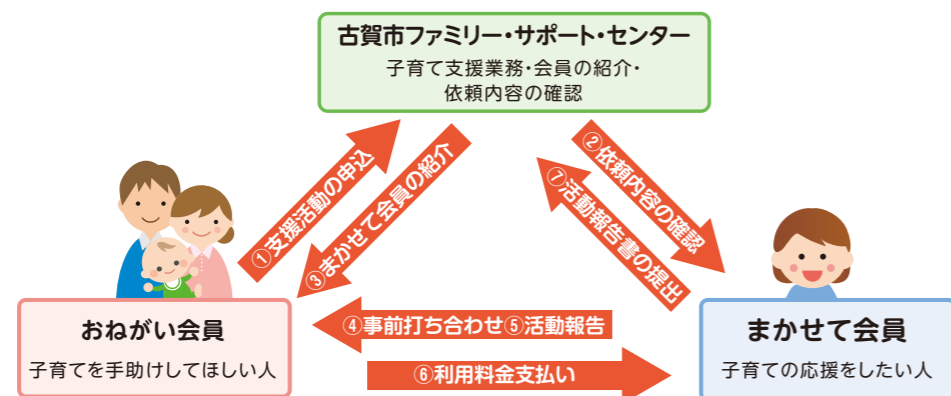 古賀市ファミリー・サポート・センター
子育て支援業務・会員の紹介・
依頼内容の確認
①支援活動の申込
③まかせて会員の紹介
②依頼内容の確認
⑦活動報告書の提出
おねがい会員
子育てを手助けしてほしい人
④事前打ち合わせ⑤活動報告
⑥利用料金支払い
まかせて会員
子育ての応援をしたい人